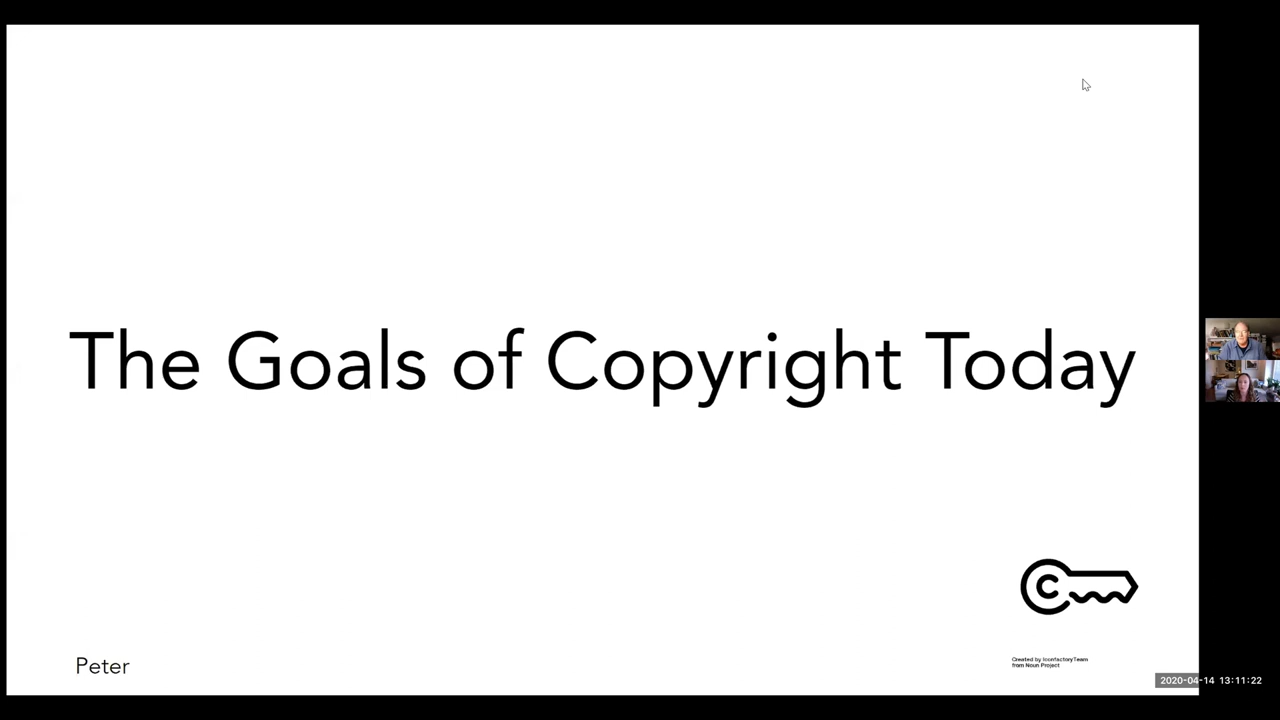 The Goals of Copyright Today
C
Peter
Created by IconfactoryTeam
from Noun Project
2020-04-14 13:11:22